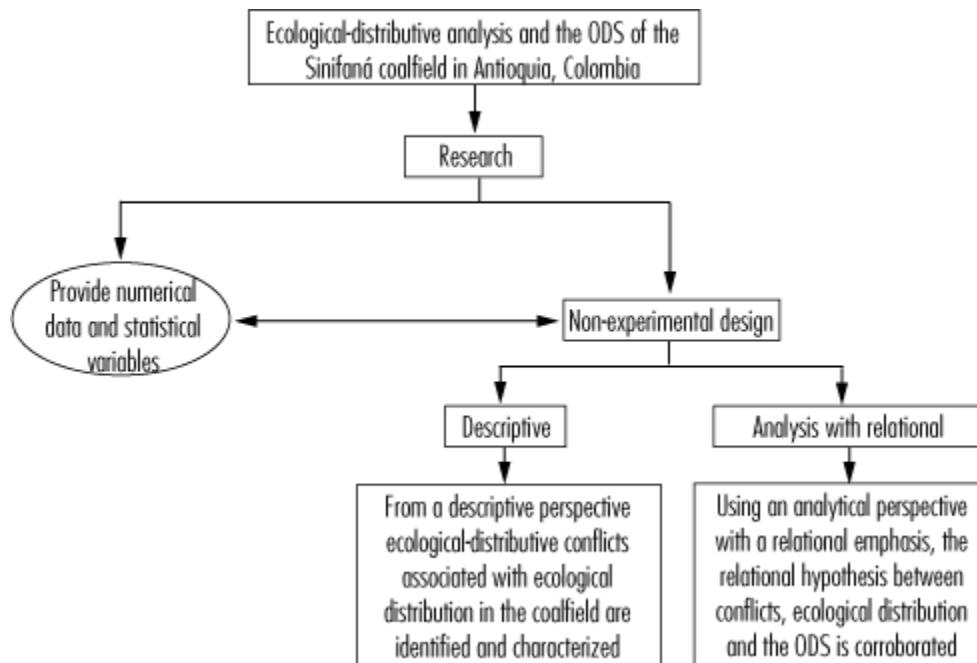 Ecological-distributive analysis and the ODS of the
Sinifaná coalfield in Antioquia, Colombia
Research
Provide numerical
data and statistical
variables
Non-experimental design
Descriptive
Analysis with relational
From a descriptive perspective
ecological-distributive conflicts
associated with ecological
distribution in the coalfield are
identified and characterized
Using an analytical perspective
with a relational emphasis, the
relational hypothesis between
conflicts, ecological distribution
and the ODS is corroborated